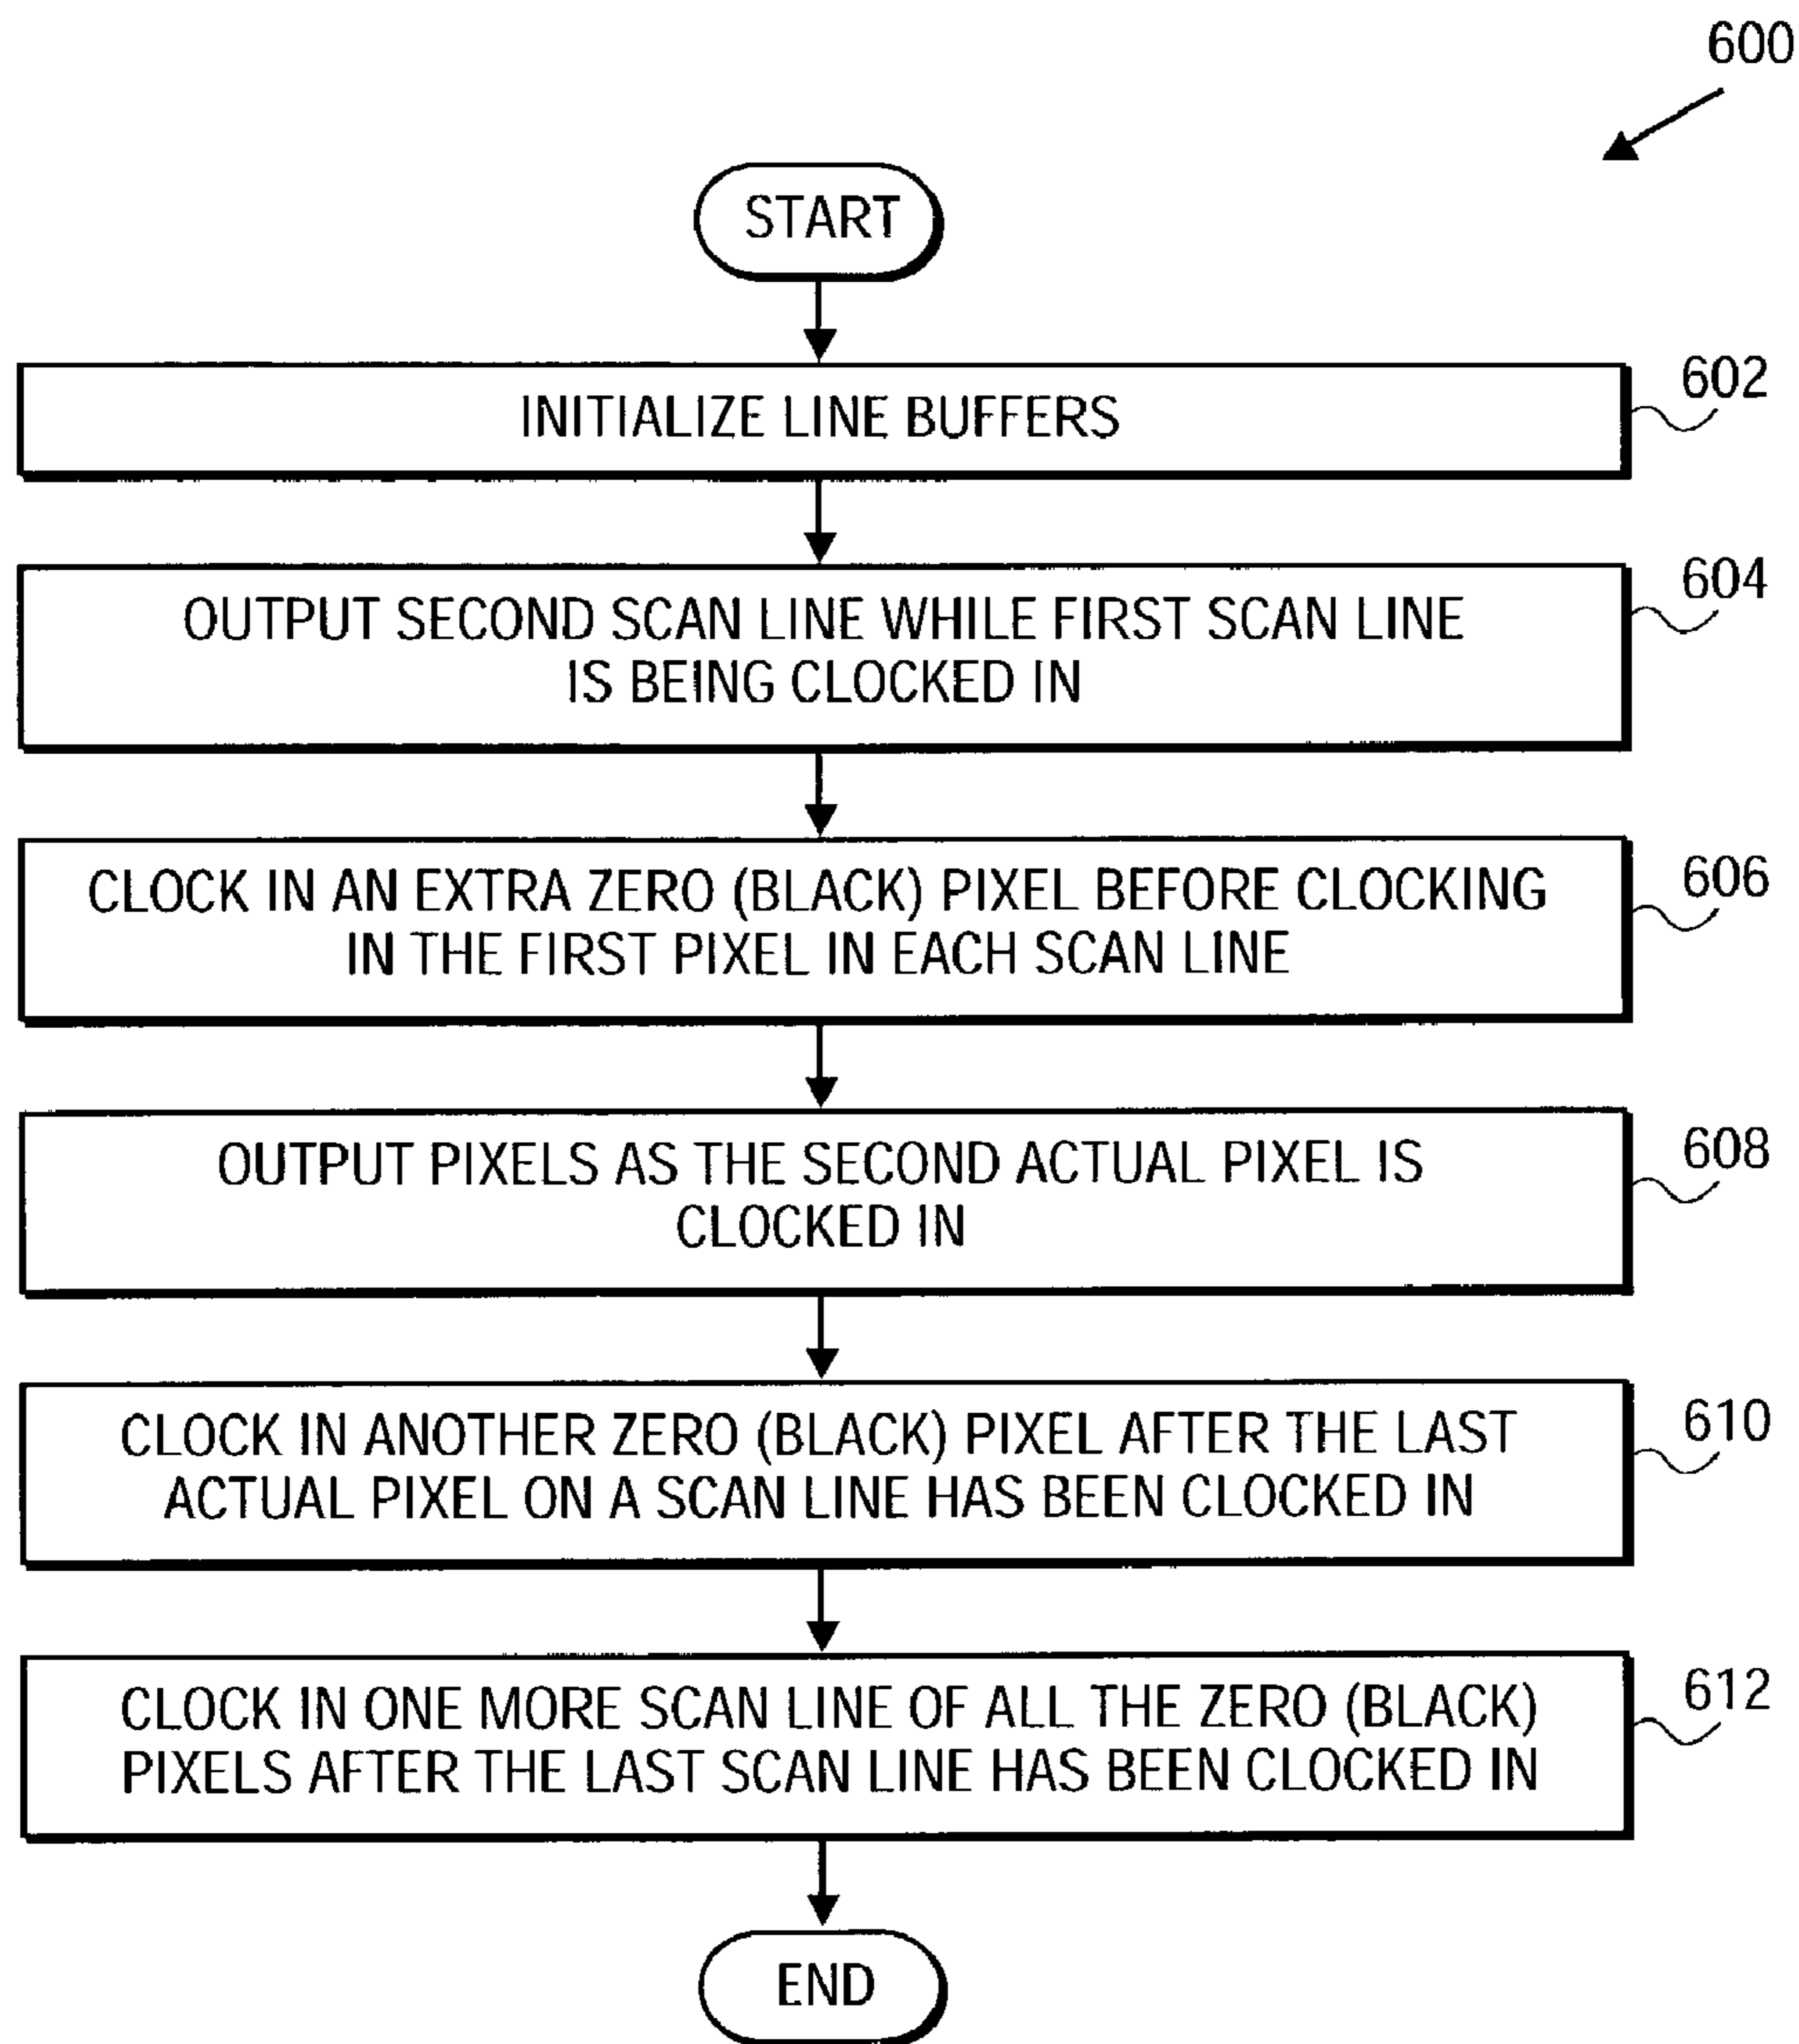 600
START
INITIALIZE LINE BUFFERS
602
OUTPUT SECOND SCAN LINE WHILE FIRST SCAN LINE
IS BEING CLOCKED IN
604
CLOCK IN AN EXTRA ZERO (BLACK) PIXEL BEFORE CLOCKING
IN THE FIRST PIXEL IN EACH SCAN LINE
606
OUTPUT PIXELS AS THE SECOND ACTUAL PIXEL IS
CLOCKED IN
608
CLOCK IN ANOTHER ZERO (BLACK) PIXEL AFTER THE LAST
ACTUAL PIXEL ON A SCAN LINE HAS BEEN CLOCKED IN
610
CLOCK IN ONE MORE SCAN LINE OF ALL THE ZERO (BLACK)
PIXELS AFTER THE LAST SCAN LINE HAS BEEN CLOCKED IN
612
END